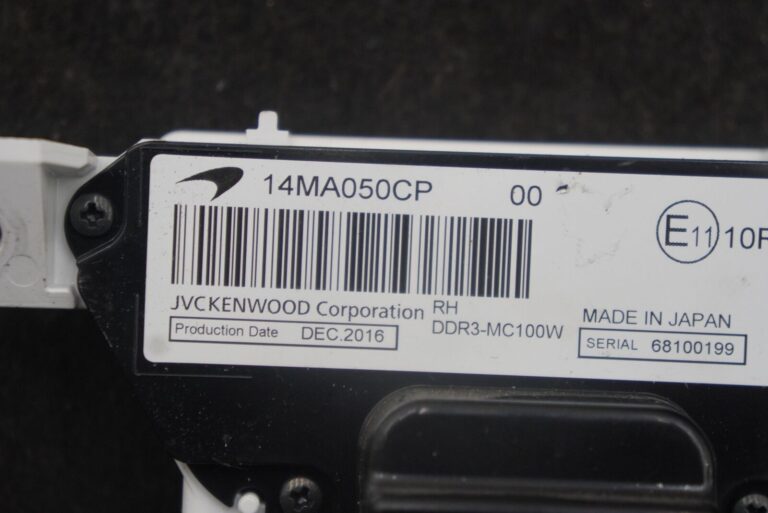 14MA050CP 00
E11 10R
JVCKENWOOD Corporation RH
DDR3-MC100W
Production Date DEC.2016
MADE IN JAPAN
SERIAL 68100199